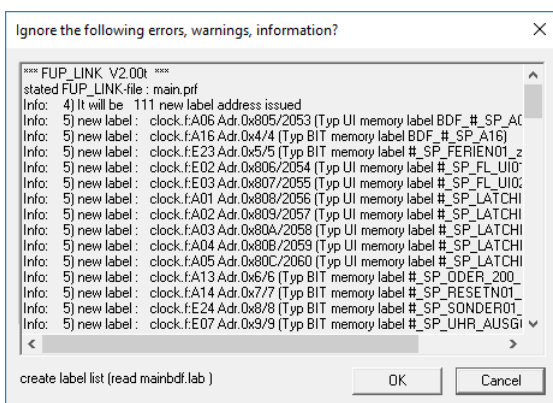 Ignore the following errors, warnings, information?
*** FUP_LINK V2.00t ***
stated FUP_LINK-file : main.prf
Info: 4) It will be 111 new label address issued
Info: 5) new label : clock.f:A06 Adr.0x805/2053 (Typ UI memory label BDF_#_SP_A0
Info: 5) new label : clock.f:A16 Adr.0x4/4 (Typ BIT memory label BDF_#_SP_A16)
Info: 5) new label : clock.f:E23 Adr.0x5/5 (Typ BIT memory label #_SP_FERIEN01_z
Info: 5) new label : clock.f:E02 Adr.0x806/2054 (Typ UI memory label #_SP_FL_UI01
Info: 5) new label : clock.f:E03 Adr.0x807/2055 (Typ UI memory label #_SP_FL_UI02
Info: 5) new label : clock.f:A01 Adr.0x808/2056 (Typ UI memory label #_SP_LATCHI
Info: 5) new label : clock.f:A02 Adr.0x809/2057 (Typ UI memory label #_SP_LATCHI
Info: 5) new label : clock.f:A03 Adr.0x80A/2058 (Typ UI memory label #_SP_LATCHI
Info: 5) new label : clock.f:A04 Adr.0x80B/2059 (Typ UI memory label #_SP_LATCHI
Info: 5) new label : clock.f:A05 Adr.0x80C/2060 (Typ UI memory label #_SP_LATCHI
Info: 5) new label : clock.f:A13 Adr.0x6/6 (Typ BIT memory label #_SP_ODER_200_
Info: 5) new label : clock.f:A14 Adr.0x7/7 (Typ BIT memory label #_SP_RESETN01_
Info: 5) new label : clock.f:E24 Adr.0x8/8 (Typ BIT memory label #_SP_SONDER01_
Info: 5) new label : clock.f:E07 Adr.0x9/9 (Typ BIT memory label #_SP_UHR_AUSG
create label list (read mainbdf.lab )
OK
Cancel